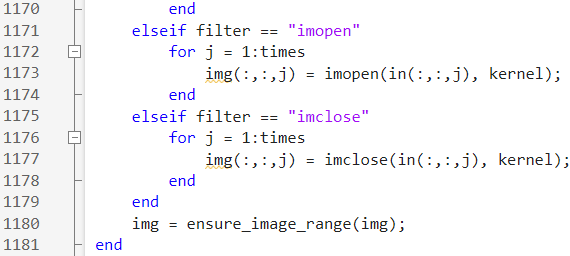 1170 end
1171 elseif filter == "imopen"
1172 for j = 1:times
1173 img(:,:,j) = imopen(in(:,:,j), kernel);
1174 end
1175 elseif filter == "imclose"
1176 for j = 1:times
1177 img(:,:,j) = imclose(in(:,:,j), kernel);
1178 end
1179 end
1180 img = ensure_image_range(img);
1181 end